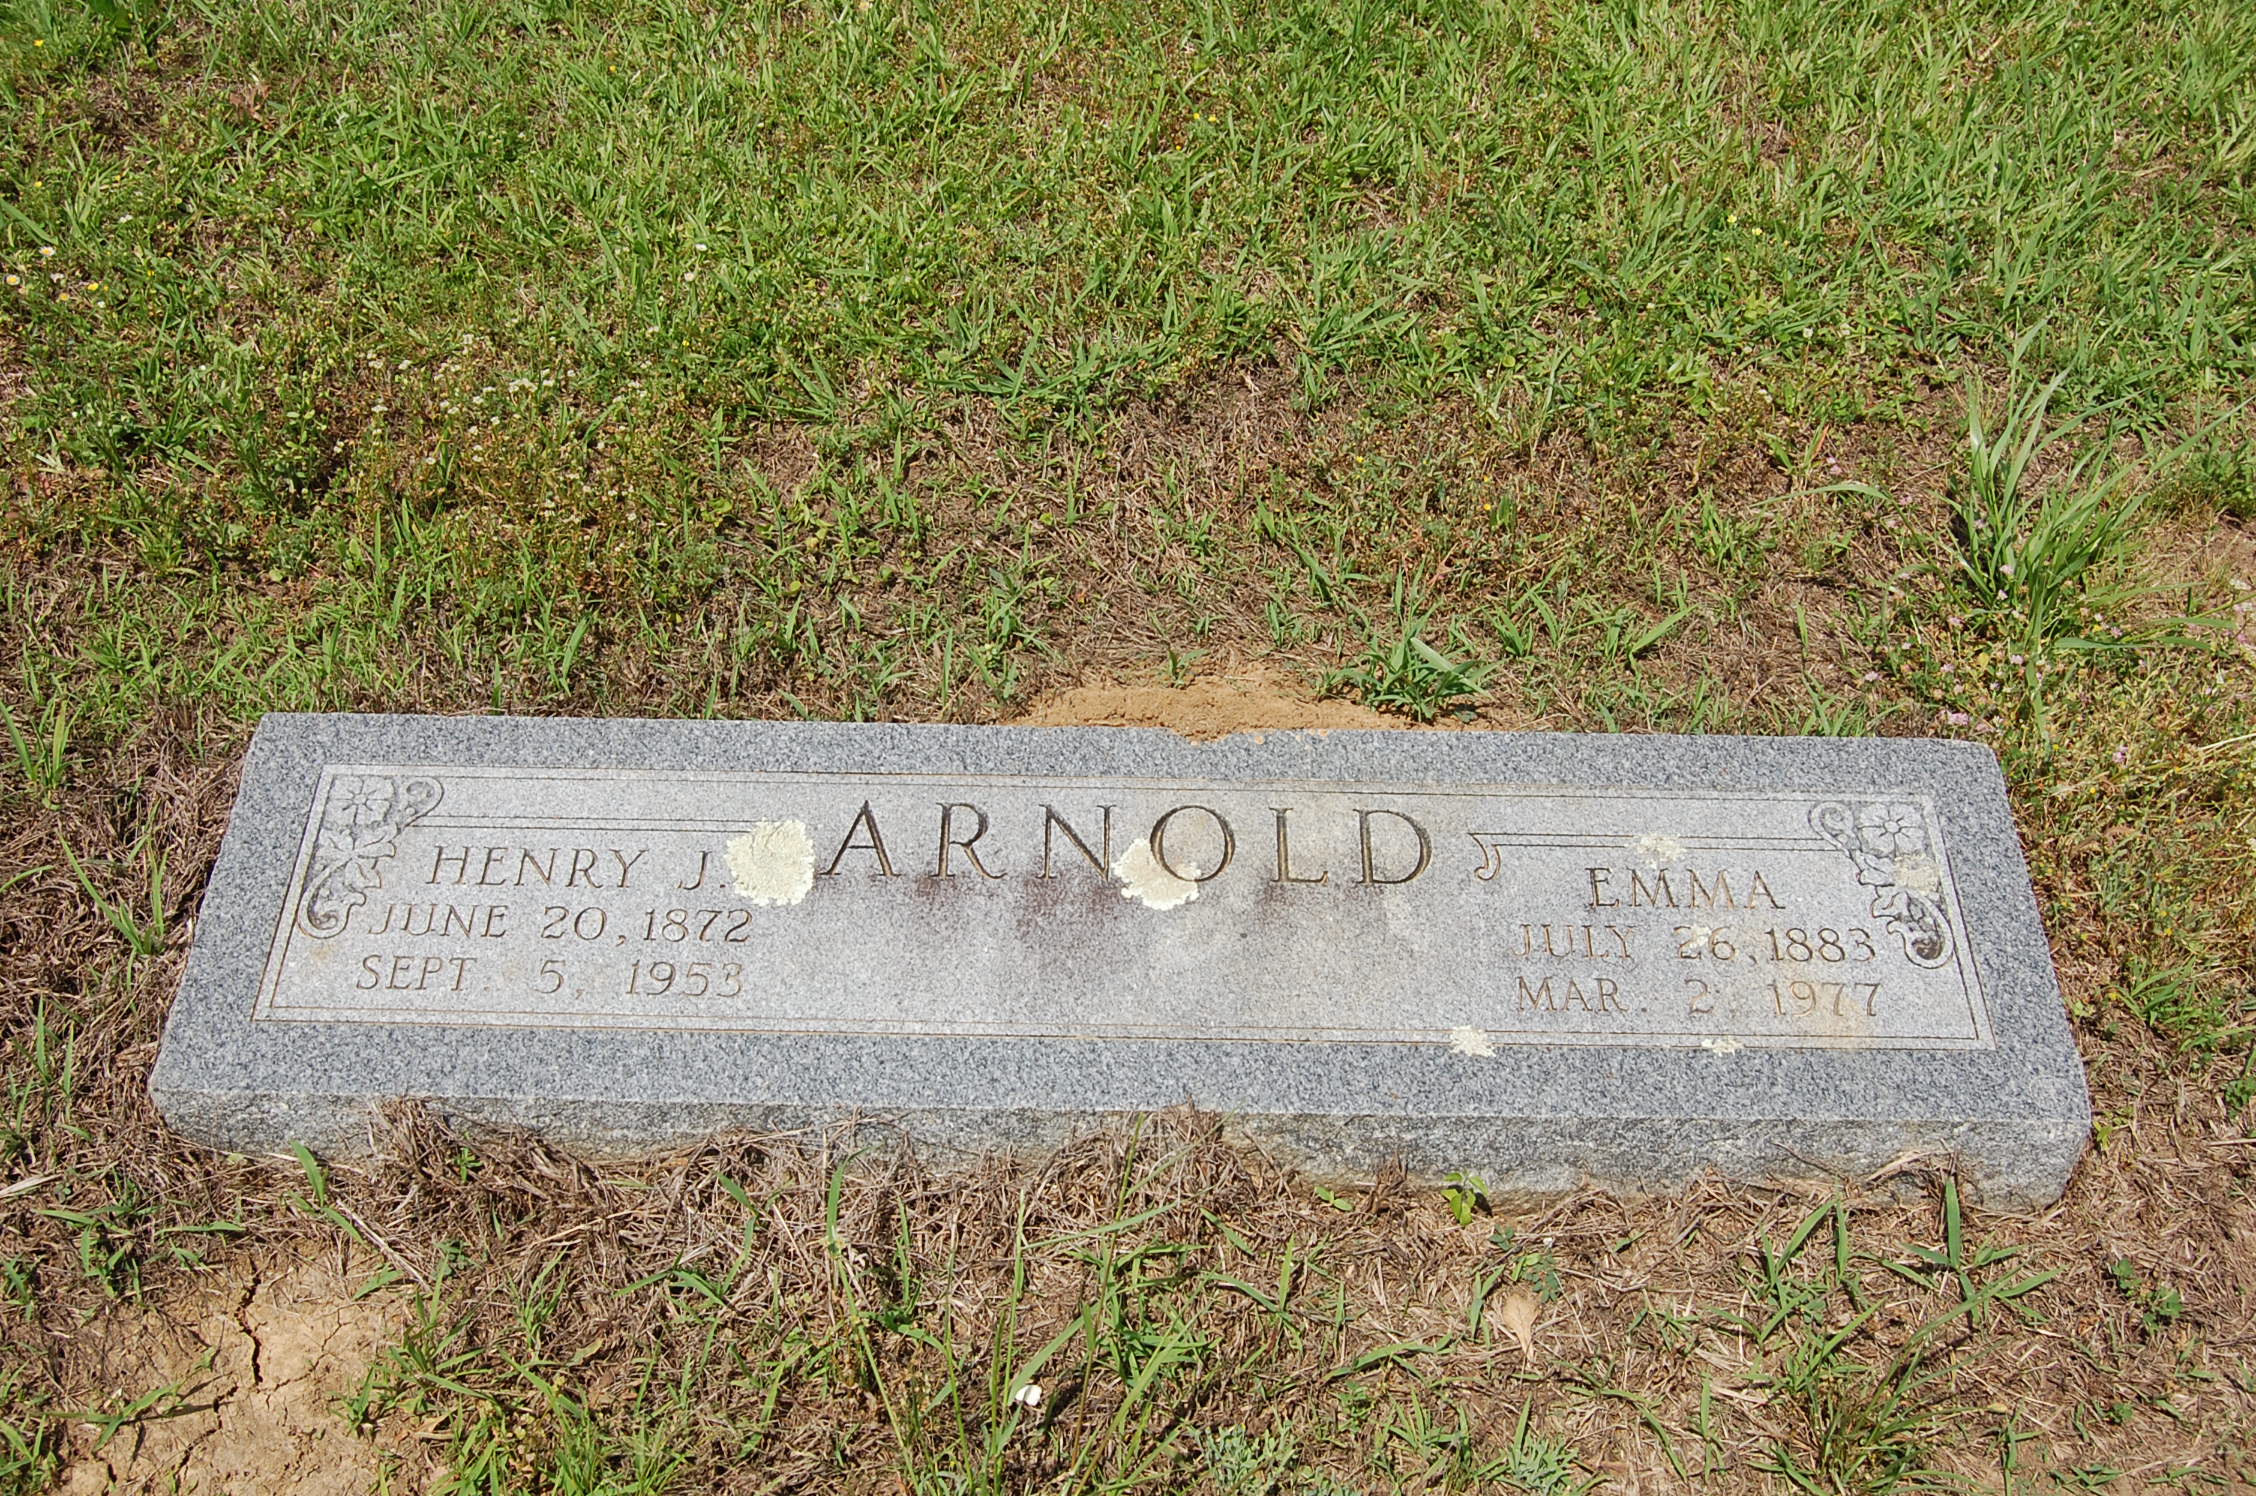 ARNOLD
HENRY J.
JUNE 20, 1872
SEPT. 5, 1953
EMMA
JULY 26, 1883
MAR. 2, 1977